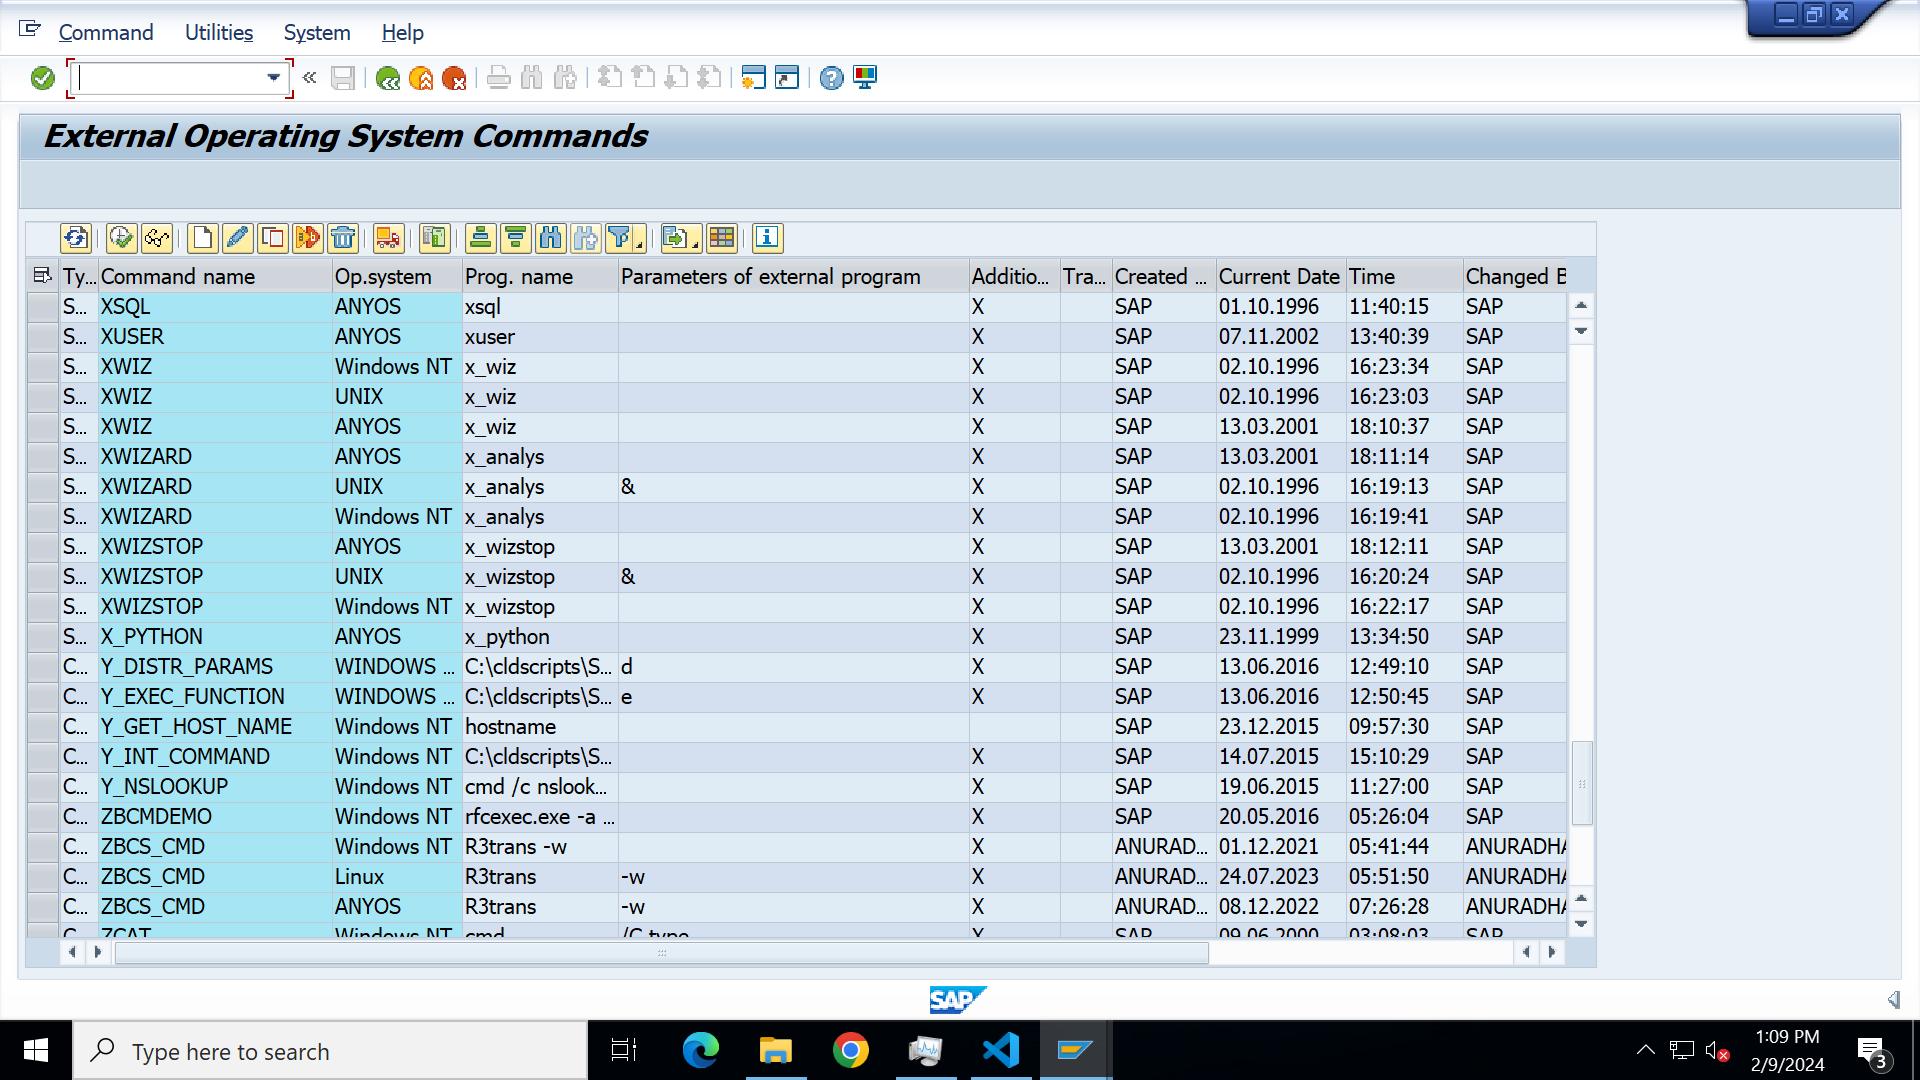 Command Utilities System Help
External Operating System Commands
Ty... Command name Op.system Prog. name Parameters of external program Additio... Tra... Created ... Current Date Time Changed B
S... XSQL ANYOS xsql X SAP 01.10.1996 11:40:15 SAP
S... XUSER ANYOS xuser X SAP 07.11.2002 13:40:39 SAP
S... XWIZ Windows NT x_wiz X SAP 02.10.1996 16:23:34 SAP
S... XWIZ UNIX x_wiz X SAP 02.10.1996 16:23:03 SAP
S... XWIZ ANYOS x_wiz X SAP 13.03.2001 18:10:37 SAP
S... XWIZARD ANYOS x_analys X SAP 13.03.2001 18:11:14 SAP
S... XWIZARD UNIX x_analys & X SAP 02.10.1996 16:19:13 SAP
S... XWIZARD Windows NT x_analys X SAP 02.10.1996 16:19:41 SAP
S... XWIZSTOP ANYOS x_wizstop X SAP 13.03.2001 18:12:11 SAP
S... XWIZSTOP UNIX x_wizstop & X SAP 02.10.1996 16:20:24 SAP
S... XWIZSTOP Windows NT x_wizstop X SAP 02.10.1996 16:22:17 SAP
S... X_PYTHON ANYOS x_python X SAP 23.11.1999 13:34:50 SAP
C... Y_DISTR_PARAMS WINDOWS ... C:\cldscripts\S... d X SAP 13.06.2016 12:49:10 SAP
C... Y_EXEC_FUNCTION WINDOWS ... C:\cldscripts\S... e X SAP 13.06.2016 12:50:45 SAP
C... Y_GET_HOST_NAME Windows NT hostname SAP 23.12.2015 09:57:30 SAP
C... Y_INT_COMMAND Windows NT C:\cldscripts\S... X SAP 14.07.2015 15:10:29 SAP
C... Y_NSLOOKUP Windows NT cmd /c nslook... X SAP 19.06.2015 11:27:00 SAP
C... ZBCMDEMO Windows NT rfcexec.exe -a ... X SAP 20.05.2016 05:26:04 SAP
C... ZBCS_CMD Windows NT R3trans -w X ANURAD... 01.12.2021 05:41:44 ANURADHA
C... ZBCS_CMD Linux R3trans -w X ANURAD... 24.07.2023 05:51:50 ANURADHA
C... ZBCS_CMD ANYOS R3trans -w X ANURAD... 08.12.2022 07:26:28 ANURADHA
C... ZCAT Windows NT cmd /C type X SAP 09.06.2000 03:08:03 SAP
SAP
Type here to search
1:09 PM
2/9/2024
3